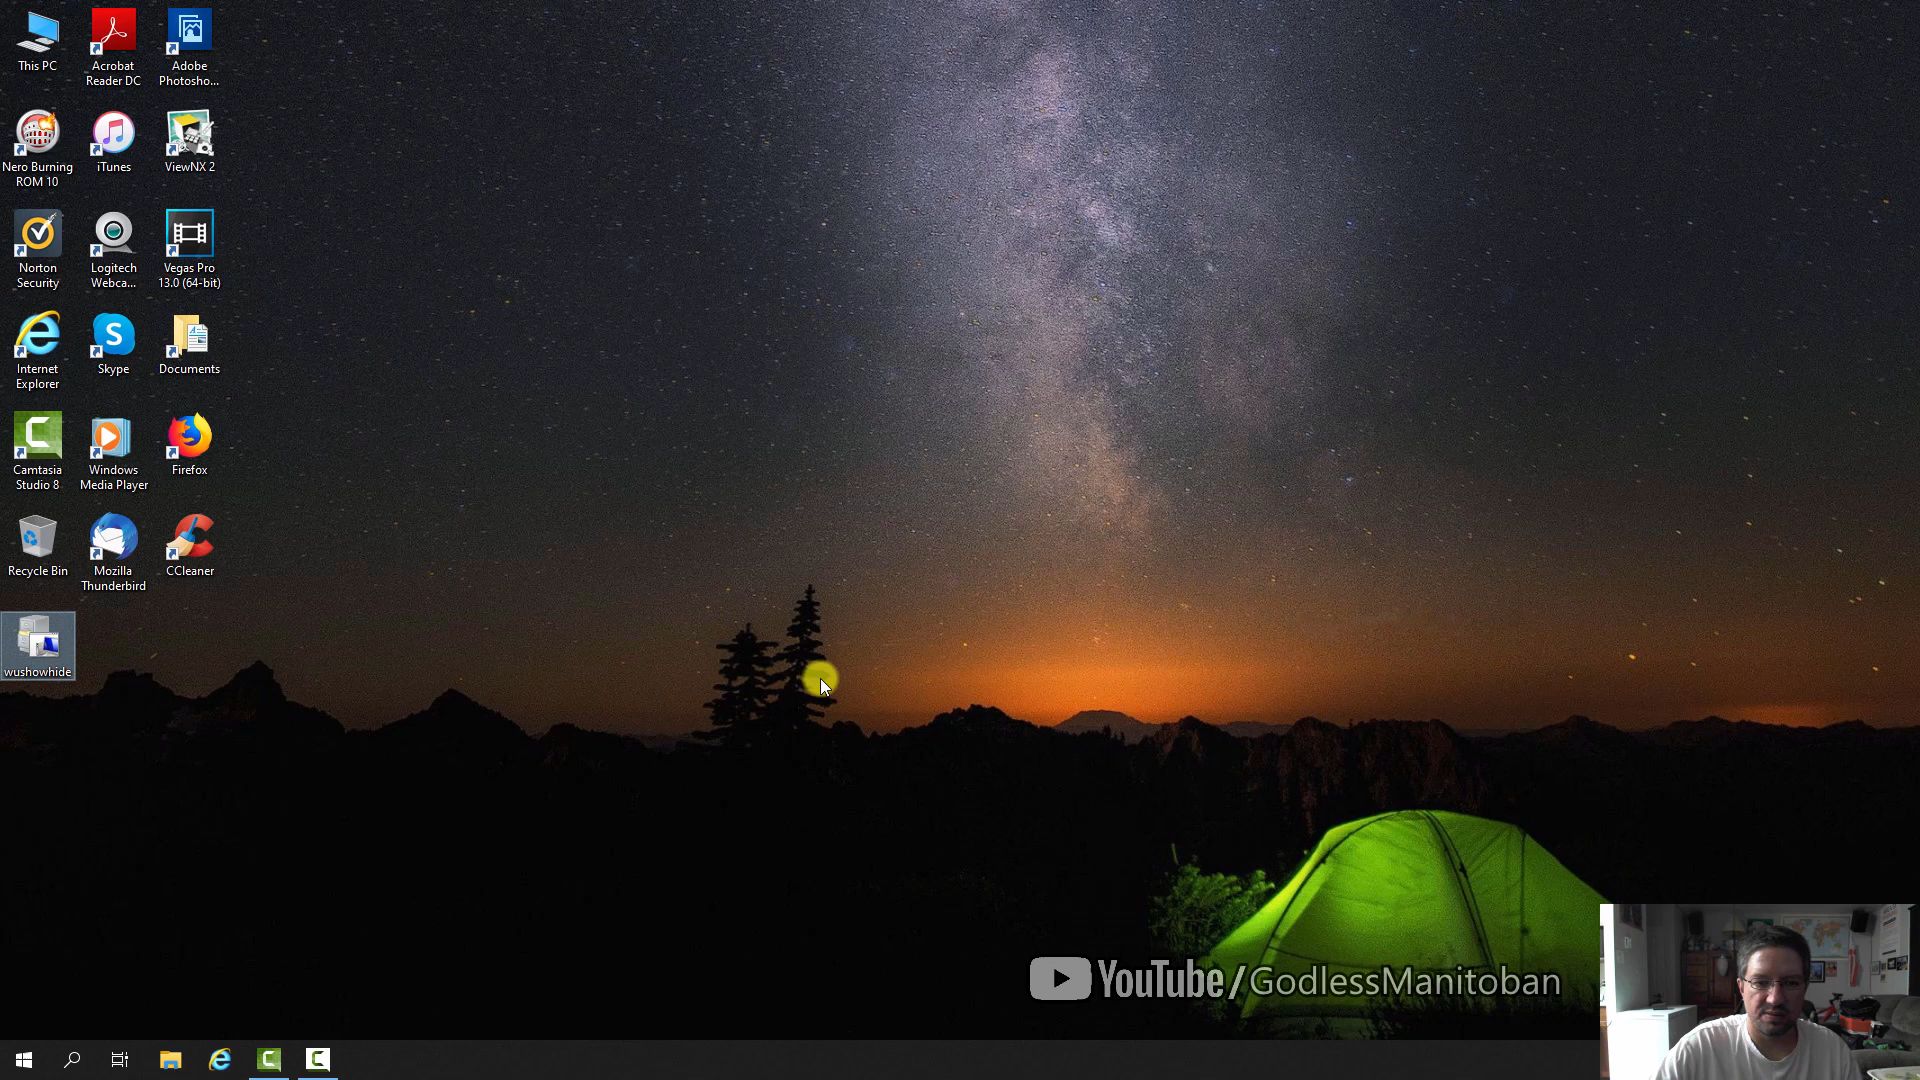 This PC
Acrobat
Reader DC
Adobe
Photosho...
Nero Burning
ROM 10
iTunes
ViewNX 2
Norton
Security
Logitech
Webca...
Vegas Pro
13.0 (64-bit)
Internet
Explorer
Skype
Documents
Camtasia
Studio 8
Windows
Media Player
Firefox
Recycle Bin
Mozilla
Thunderbird
CCleaner
wushowhide
YouTube/GodlessManitoban